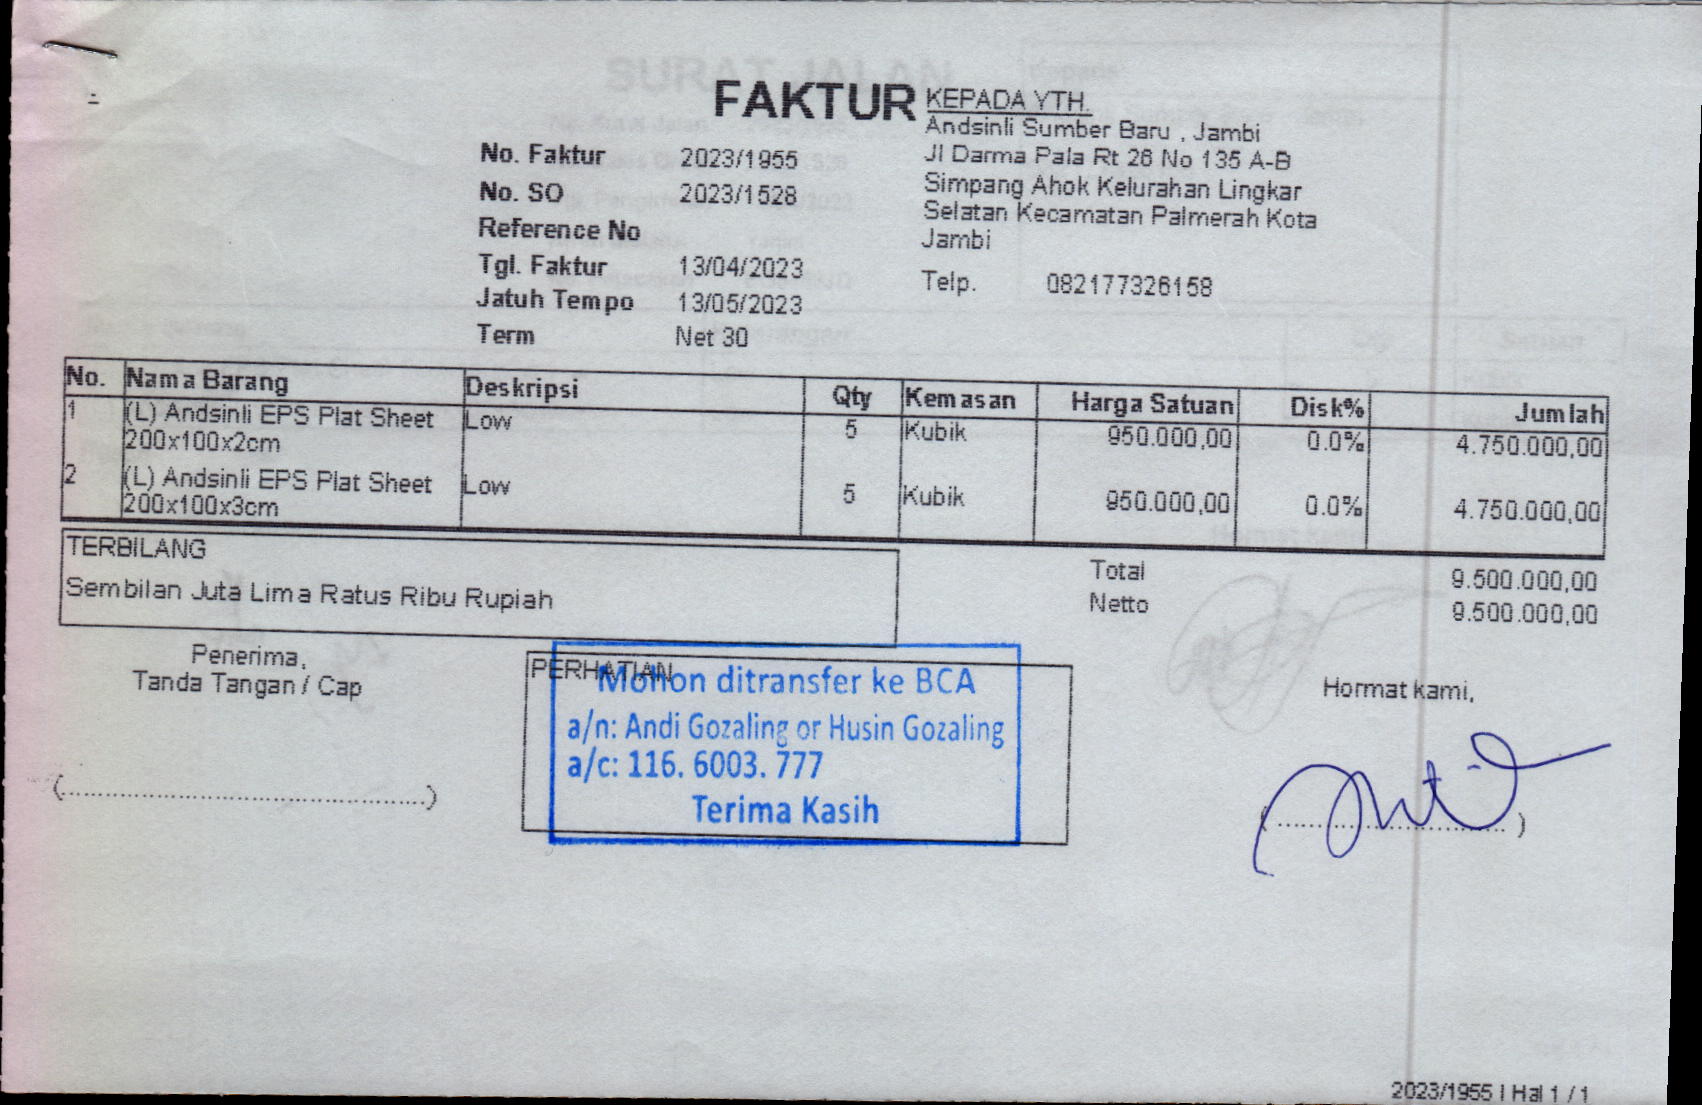 FAKTUR
No. Faktur 2023/1955
No. SO 2023/1528
Reference No
Tgl. Faktur 13/04/2023
Jatuh Tempo 13/05/2023
Term Net 30
KEPADA YTH.
Andsinli Sumber Baru , Jambi
Jl Darma Pala Rt 26 No 135 A-B
Simpang Ahok Kelurahan Lingkar
Selatan Kecamatan Palmerah Kota
Jambi
Telp. 082177326158
No. Nama Barang Deskripsi Qty Kemasan Harga Satuan Disk% Jumlah
1 (L) Andsinli EPS Plat Sheet Low 5 Kubik 950.000,00 0.0% 4.750.000,00
200x100x2cm
2 (L) Andsinli EPS Plat Sheet Low 5 Kubik 950.000,00 0.0% 4.750.000,00
200x100x3cm
TERBILANG
Sembilan Juta Lima Ratus Ribu Rupiah
Total 9.500.000,00
Netto 9.500.000,00
Penerima,
Tanda Tangan / Cap
PERHATIAN
Mohon ditransfer ke BCA
a/n: Andi Gozaling or Husin Gozaling
a/c: 116. 6003. 777
Terima Kasih
Hormat kami,
2023/1955 | Hal 1 / 1